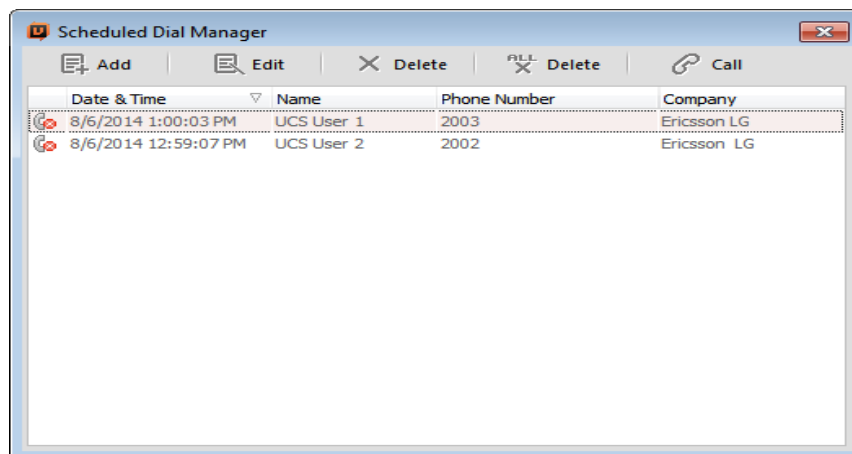 Scheduled Dial Manager
Add Edit Delete ALL Delete Call
Date & Time Name Phone Number Company
8/6/2014 1:00:03 PM UCS User 1 2003 Ericsson LG
8/6/2014 12:59:07 PM UCS User 2 2002 Ericsson LG